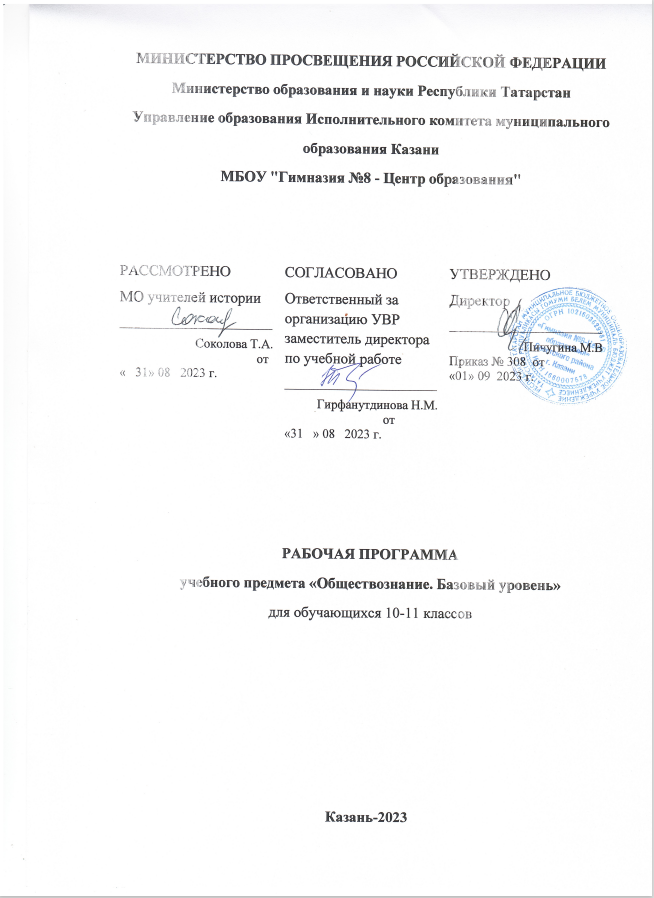 МИНИСТЕРСТВО ПРОСВЕЩЕНИЯ РОССИЙСКОЙ ФЕДЕРАЦИИ
Министерство образования и науки Республики Татарстан
Управление образования Исполнительного комитета муниципального
образования Казани
МБОУ "Гимназия №8 - Центр образования"
РАССМОТРЕНО
МО учителей истории
Соколова Т.А.
от
« 31» 08 2023 г.
СОГЛАСОВАНО
Ответственный за
организацию УВР
заместитель директора
по учебной работе
Гирфанутдинова Н.М.
от
«31 » 08 2023 г.
УТВЕРЖДЕНО
Директор
Пичугина М.В
Приказ № 308 от
«01» 09 2023 г.
РАБОЧАЯ ПРОГРАММА
учебного предмета «Обществознание. Базовый уровень»
для обучающихся 10-11 классов
Казань-2023